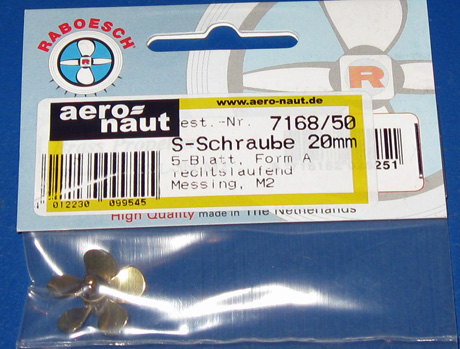 RABOESCH
R
R
aero-
naut
www.aero-naut.de
est.-Nr. 7168/50
S-Schraube 20mm
5-Blatt, Form A
rechtslaufend
Messing, M2
012230 099545
251
High Quality made in The Netherlands